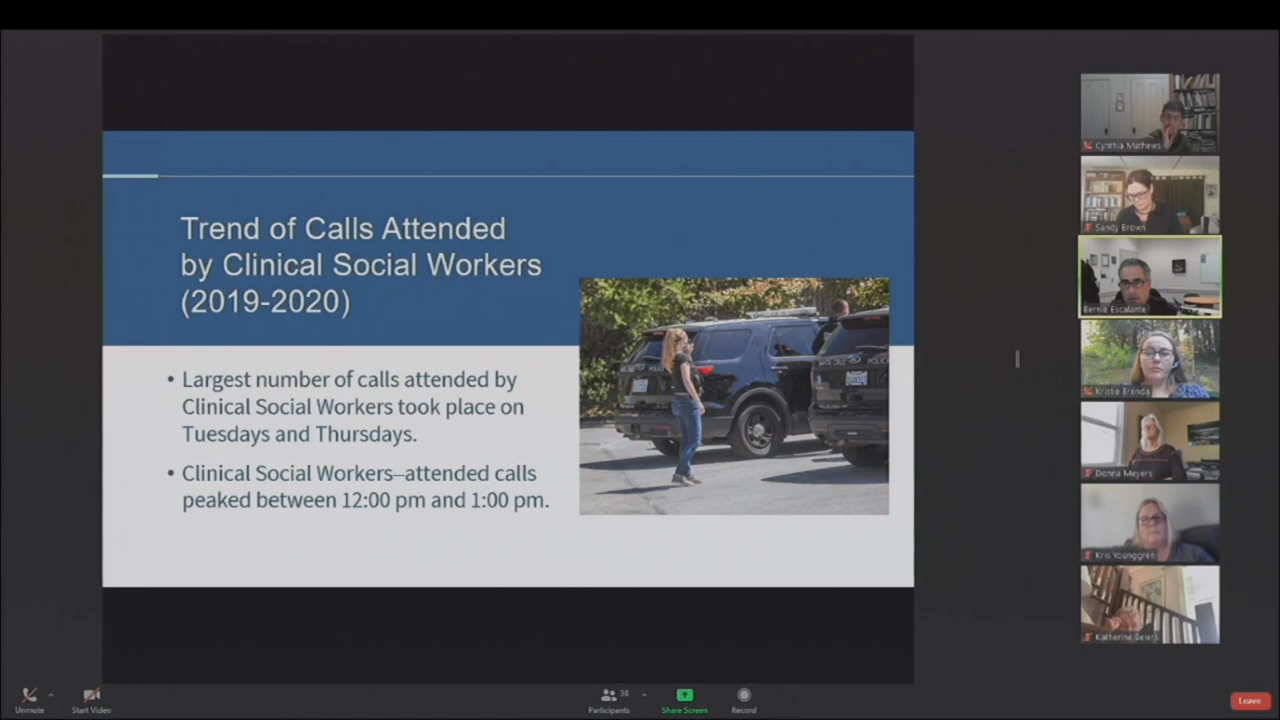 Trend of Calls Attended
by Clinical Social Workers
(2019-2020)
• Largest number of calls attended by
Clinical Social Workers took place on
Tuesdays and Thursdays.
• Clinical Social Workers–attended calls
peaked between 12:00 pm and 1:00 pm.
POLICE
Cynthia Mathews
Sandy Brown
Bernie Escalante
Kristie Brenda
Donna Meyers
Kris Younggren
Katherine Beiers
Unmute
Start Video
38
Participants
Share Screen
Record
Leave